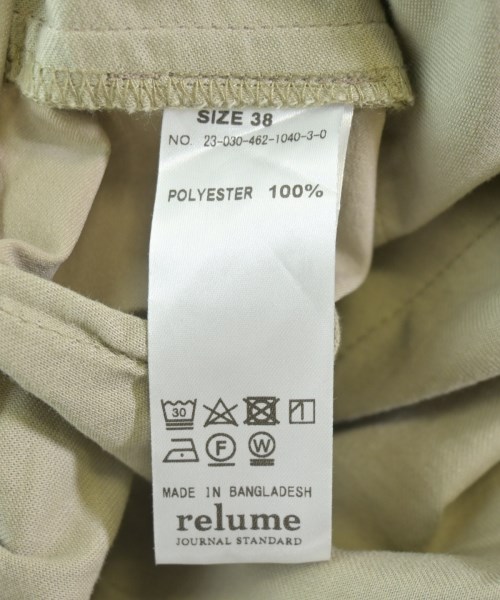 SIZE 38
NO. 23-030-462-1040-3-0
POLYESTER 100%
30
F W
MADE IN BANGLADESH
relume
JOURNAL STANDARD